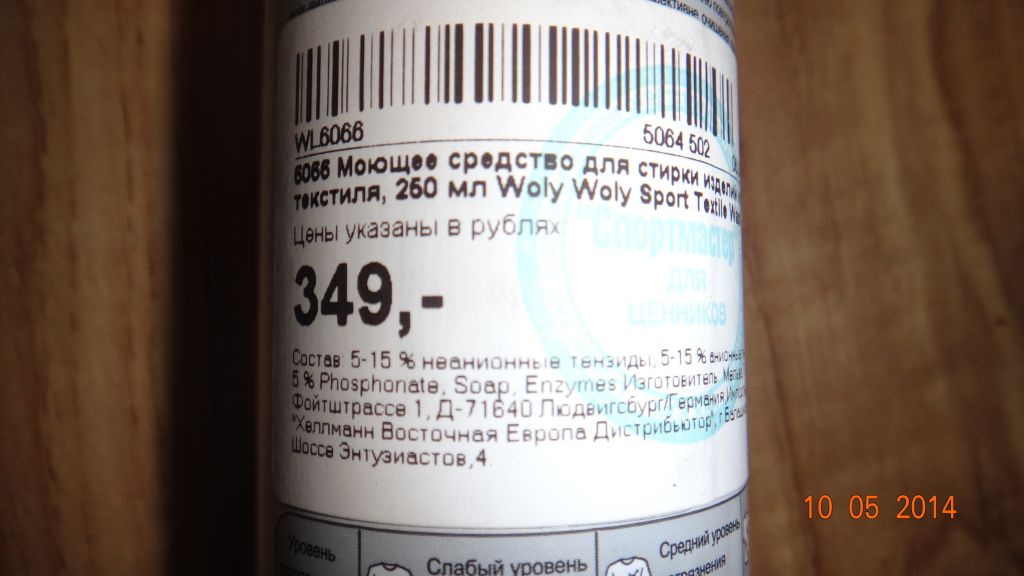 WL6066 5064 502
6066 Моющее средство для стирки изделий
текстиля, 250 мл Woly Woly Sport Textile
Цены указаны в рублях
349,-
"Спортмастер"
для
ценников
Состав: 5-15 % неанионные тензиды, 5-15 %
5 % Phosphonate, Soap, Enzymes Изготовитель
Фойтштрассе 1, Д-71640 Людвигсбург/Германия
"Хеллманн Восточная Европа Дистрибьютор", г
Шоссе Энтузиастов,4.
Уровень
Слабый уровень
Средний уровень
10 05 2014